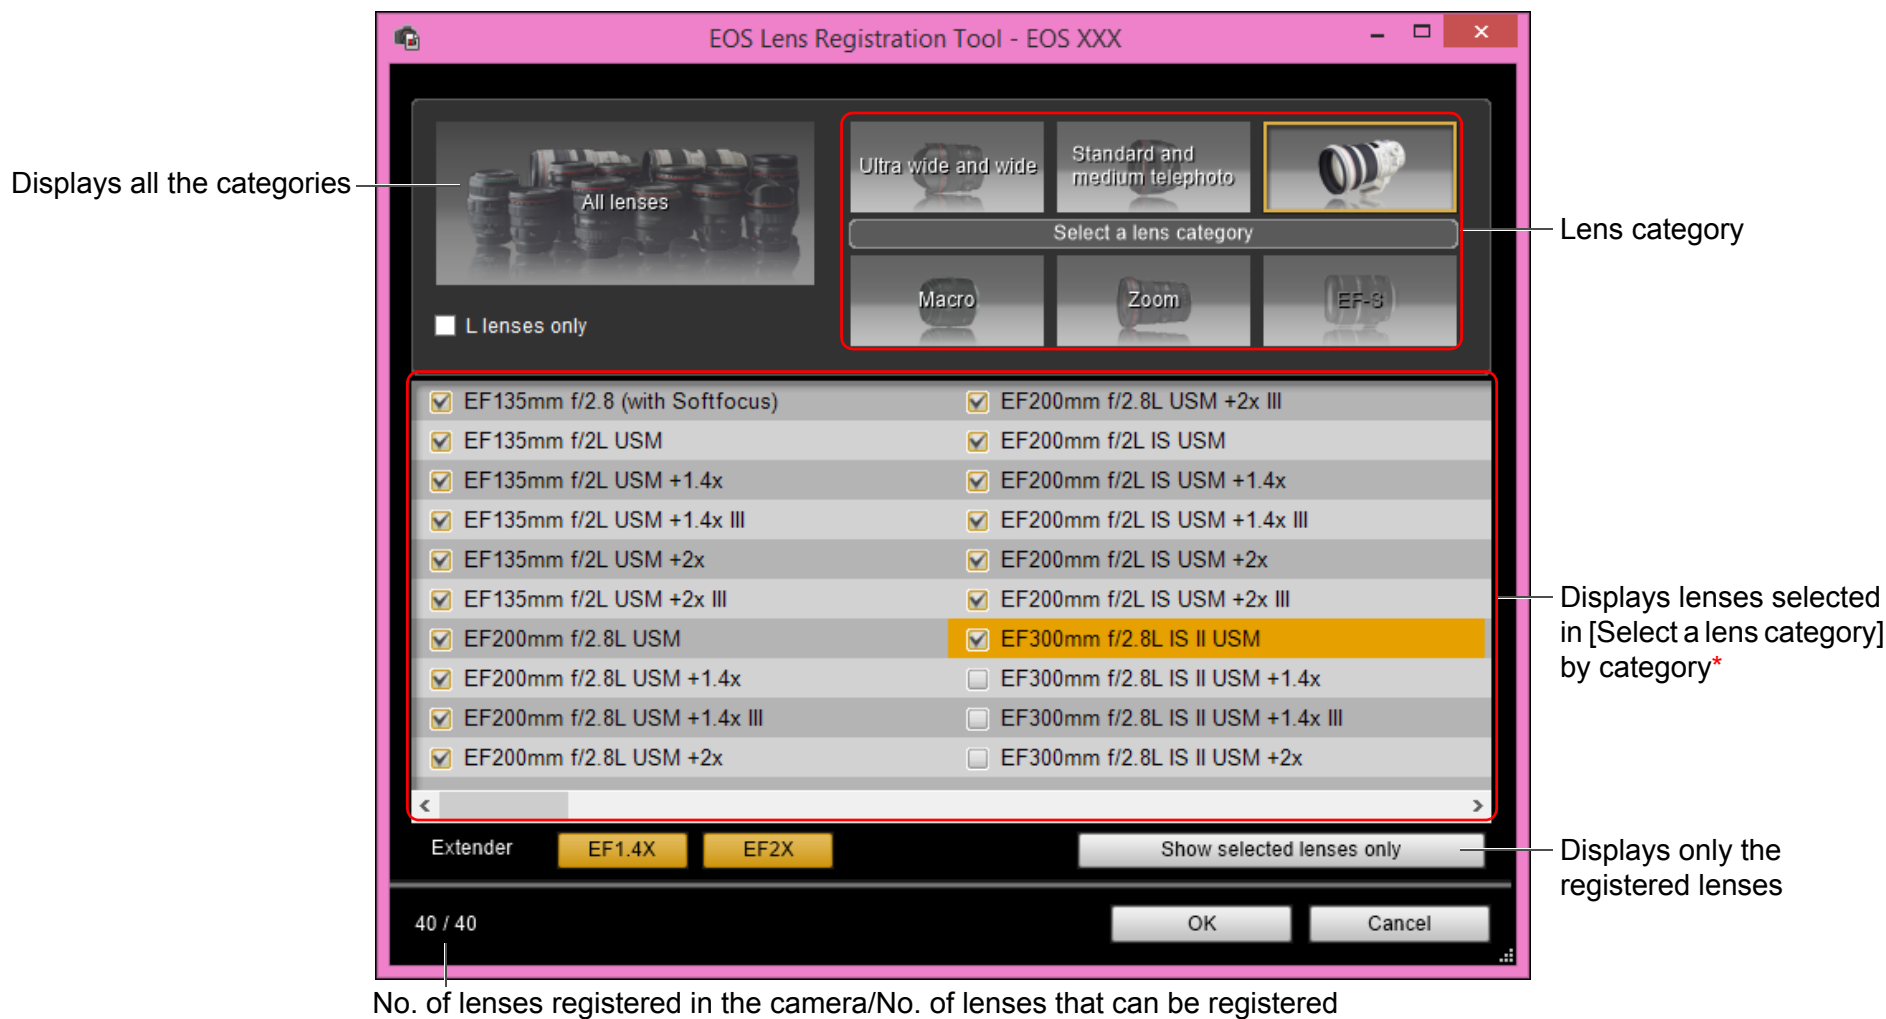 EOS Lens Registration Tool - EOS XXX
Displays all the categories
All lenses
L lenses only
Ultra wide and wide
Standard and
medium telephoto
Select a lens category
Macro
Zoom
EF-S
Lens category
EF135mm f/2.8 (with Softfocus)
EF135mm f/2L USM
EF135mm f/2L USM +1.4x
EF135mm f/2L USM +1.4x III
EF135mm f/2L USM +2x
EF135mm f/2L USM +2x III
EF200mm f/2.8L USM
EF200mm f/2.8L USM +1.4x
EF200mm f/2.8L USM +1.4x III
EF200mm f/2.8L USM +2x
EF200mm f/2.8L USM +2x III
EF200mm f/2L IS USM
EF200mm f/2L IS USM +1.4x
EF200mm f/2L IS USM +1.4x III
EF200mm f/2L IS USM +2x
EF200mm f/2L IS USM +2x III
EF300mm f/2.8L IS II USM
EF300mm f/2.8L IS II USM +1.4x
EF300mm f/2.8L IS II USM +1.4x III
EF300mm f/2.8L IS II USM +2x
Displays lenses selected
in [Select a lens category]
by category*
Extender
EF1.4X
EF2X
Show selected lenses only
Displays only the
registered lenses
40 / 40
OK
Cancel
No. of lenses registered in the camera/No. of lenses that can be registered